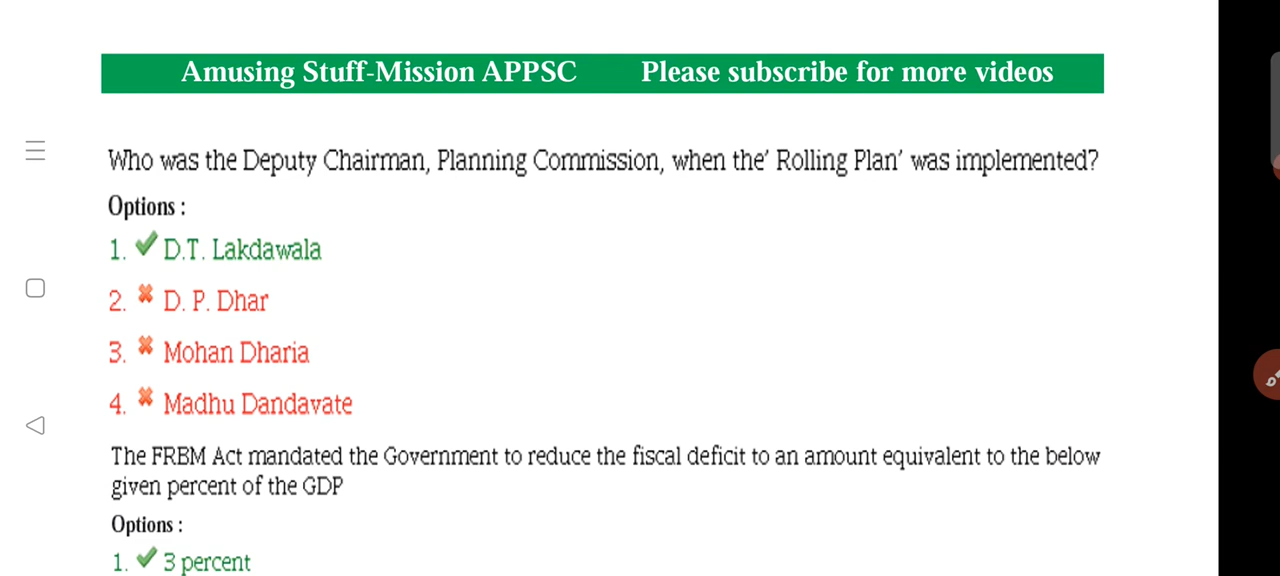 Amusing Stuff-Mission APPSC Please subscribe for more videos
Who was the Deputy Chairman, Planning Commission, when the’ Rolling Plan’ was implemented?
Options :
1. ✔ D.T. Lakdawala
2. ✖ D. P. Dhar
3. ✖ Mohan Dharia
4. ✖ Madhu Dandavate
The FRBM Act mandated the Government to reduce the fiscal deficit to an amount equivalent to the below
given percent of the GDP
Options :
1. ✔ 3 percent